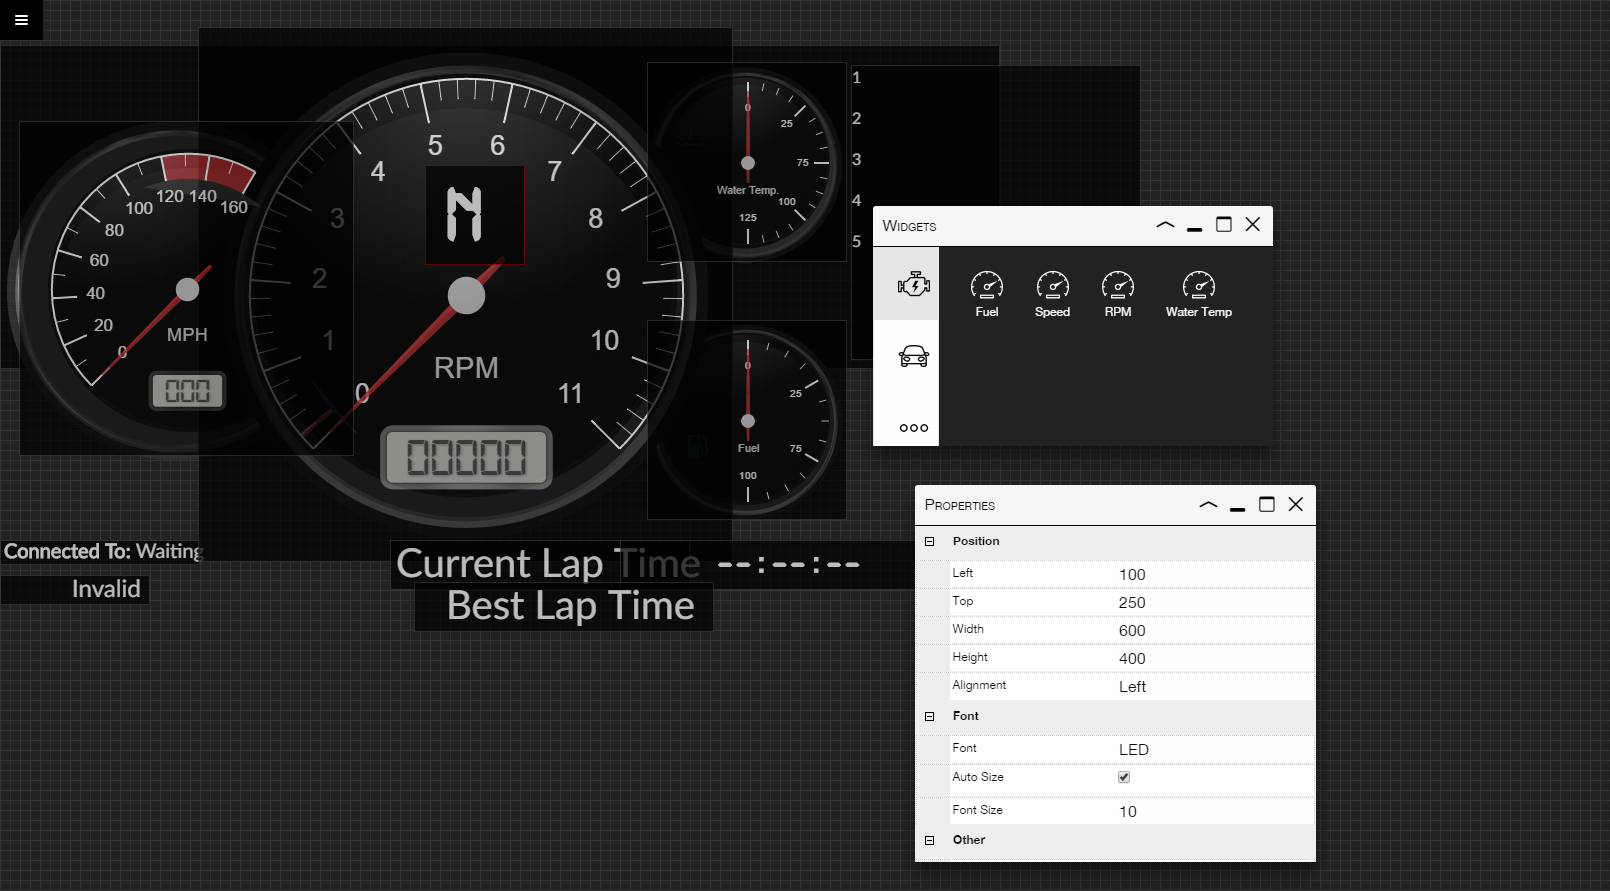 0
20
40
60
80
100
120
140
160
MPH
000
0
1
2
3
4
5
6
7
8
9
10
11
N
RPM
00000
0
25
75
100
125
Water Temp.
0
25
75
100
Fuel
1
2
3
4
5
Widgets
Fuel
Speed
RPM
Water Temp
Connected To: Waiting
Invalid
Current Lap Time
--:--:--
Best Lap Time
Properties
Position
Left 100
Top 250
Width 600
Height 400
Alignment Left
Font
Font LED
Auto Size
Font Size 10
Other